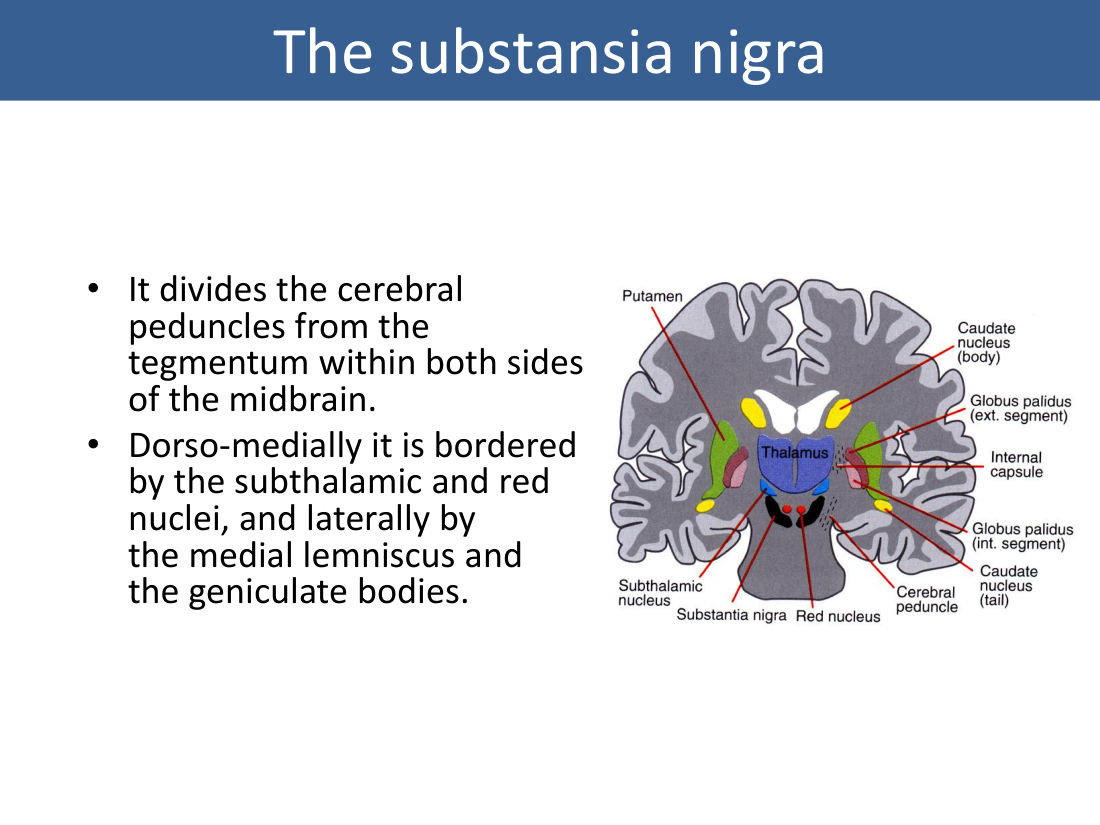 The substansia nigra
• It divides the cerebral
peduncles from the
tegmentum within both sides
of the midbrain.
• Dorso-medially it is bordered
by the subthalamic and red
nuclei, and laterally by
the medial lemniscus and
the geniculate bodies.
Putamen
Caudate
nucleus
(body)
Globus palidus
(ext. segment)
Thalamus
Internal
capsule
Globus palidus
(int. segment)
Caudate
nucleus
(tail)
Subthalamic
nucleus
Substantia nigra
Red nucleus
Cerebral
peduncle